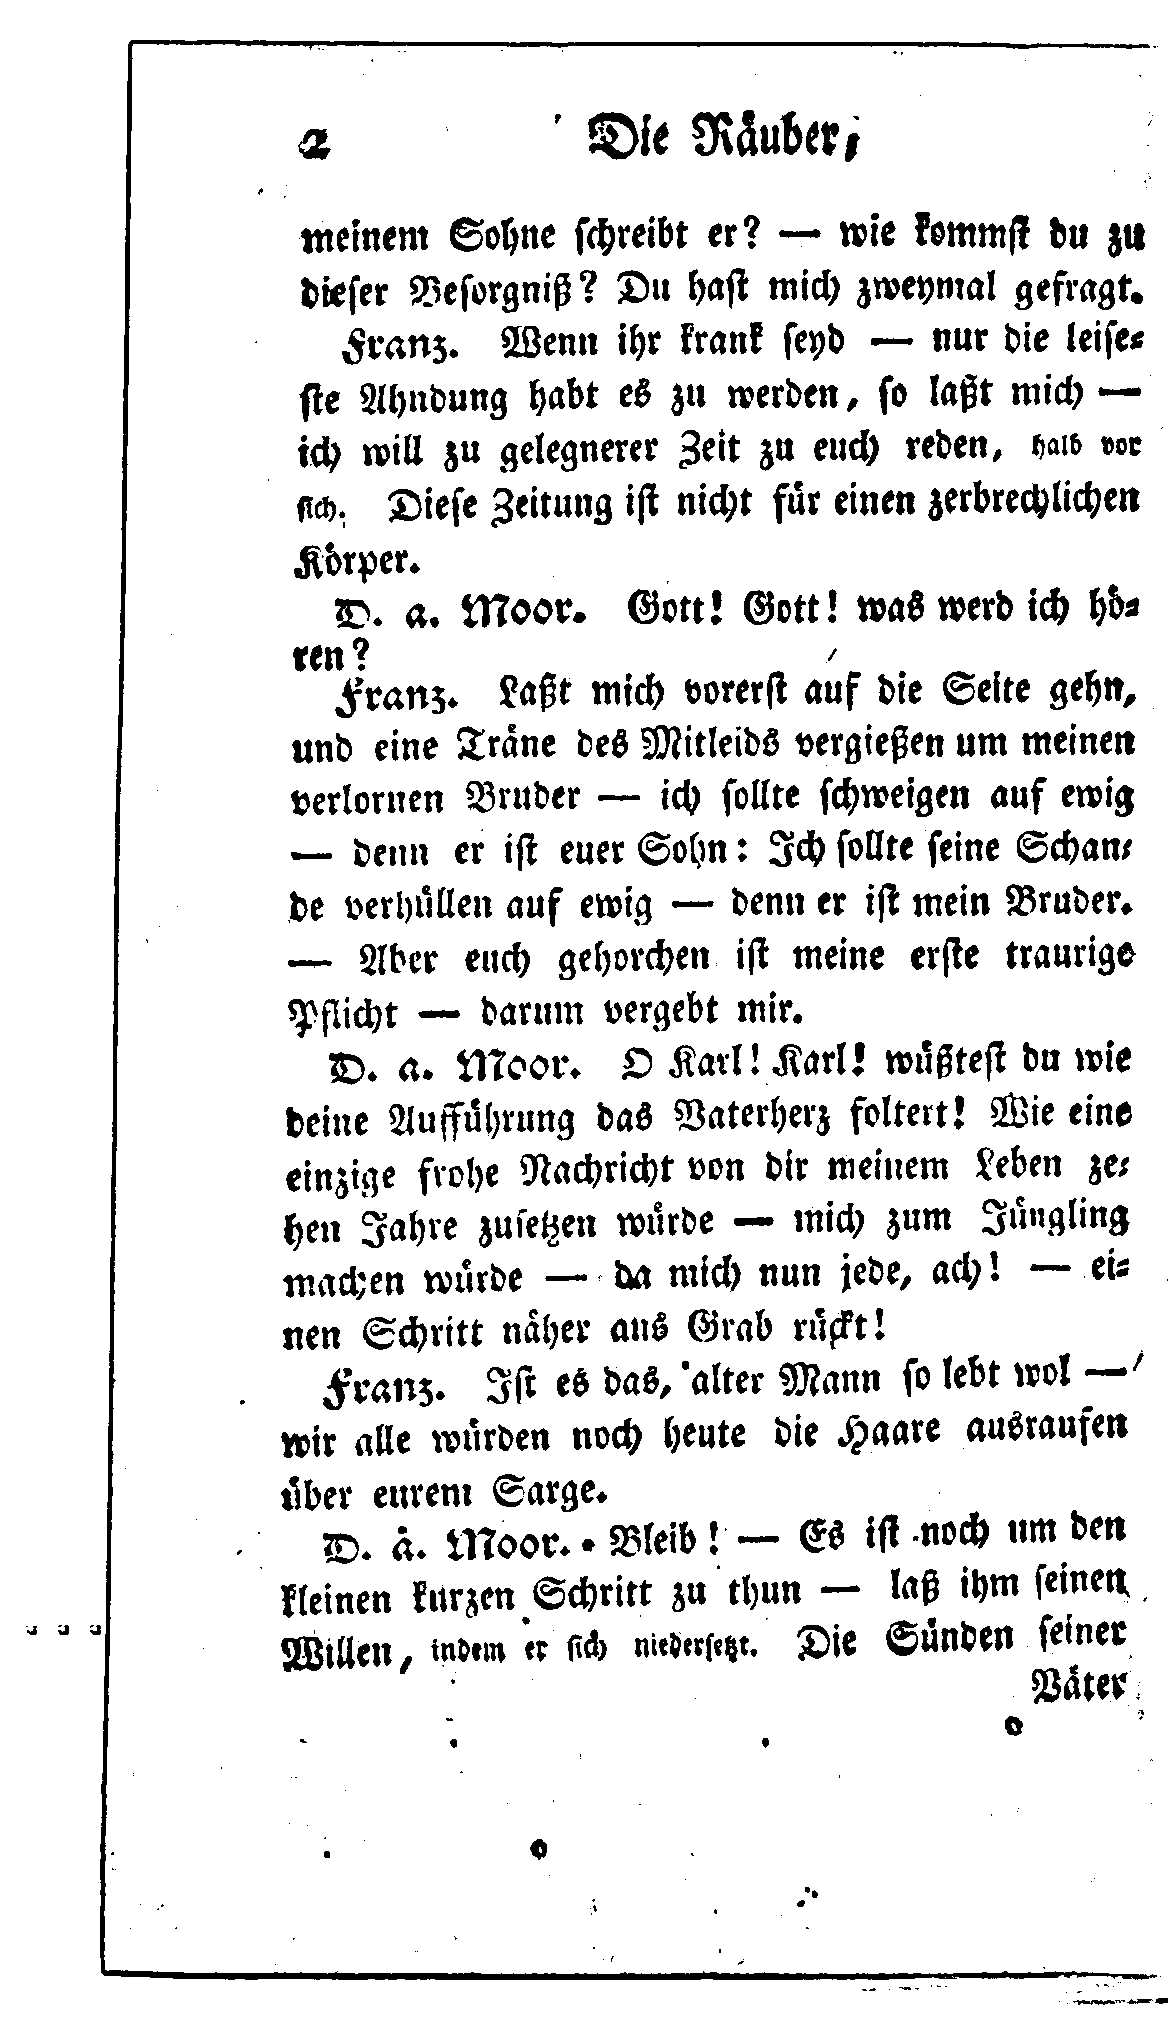 2 Die Räuber,
meinem Sohne schreibt er? — wie kommst du zu
dieser Besorgniß? Du hast mich zweymal gefragt.
Franz. Wenn ihr krank seyd — nur die leise-
ste Ahndung habt es zu werden, so laßt mich —
ich will zu gelegnerer Zeit zu euch reden, halb vor
sich. Diese Zeitung ist nicht für einen zerbrechlichen
Körper.
D. a. Moor. Gott! Gott! was werd ich hö-
ren?
Franz. Laßt mich vorerst auf die Seite gehn,
und eine Träne des Mitleids vergießen um meinen
verlornen Bruder — ich sollte schweigen auf ewig
— denn er ist euer Sohn: Ich sollte seine Schan-
de verhüllen auf ewig — denn er ist mein Bruder.
— Aber euch gehorchen ist meine erste traurige
Pflicht — darum vergebt mir.
D. a. Moor. O Karl! Karl! wüßtest du wie
deine Aufführung das Vaterherz foltert! Wie eine
einzige frohe Nachricht von dir meinem Leben ze-
hen Jahre zusetzen würde — mich zum Jüngling
machen würde — da mich nun jede, ach! — ei-
nen Schritt näher ans Grab rückt!
Franz. Ist es das, alter Mann so lebt wol —
wir alle würden noch heute die Haare ausraufen
über eurem Sarge.
D. a. Moor. Bleib! — Es ist noch um den
kleinen kurzen Schritt zu thun — laß ihm seinen
Willen, indem er sich niedersetzt. Die Sünden seiner
Väter